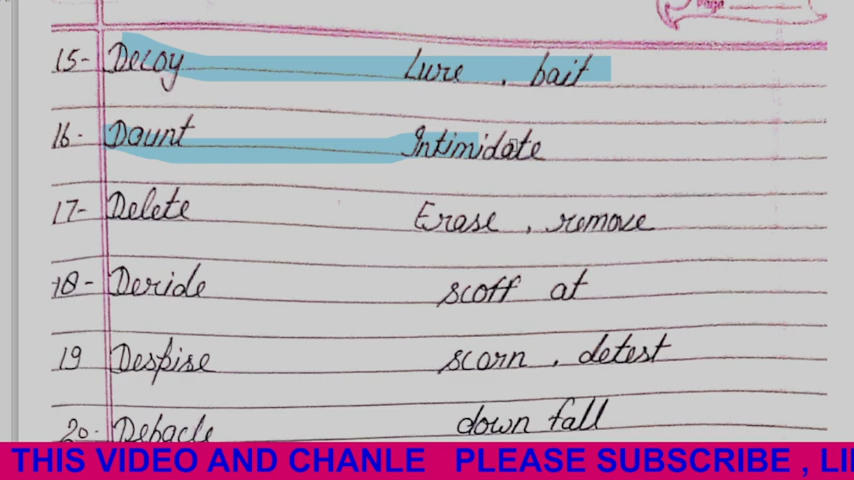 Page
15- Decoy Lure , bait
16- Daunt Intimidate
17- Delete Erase , remove
18- Deride scoff at
19 Despise scorn , detest
20- Debacle down fall
THIS VIDEO AND CHANLE PLEASE SUBSCRIBE , LI